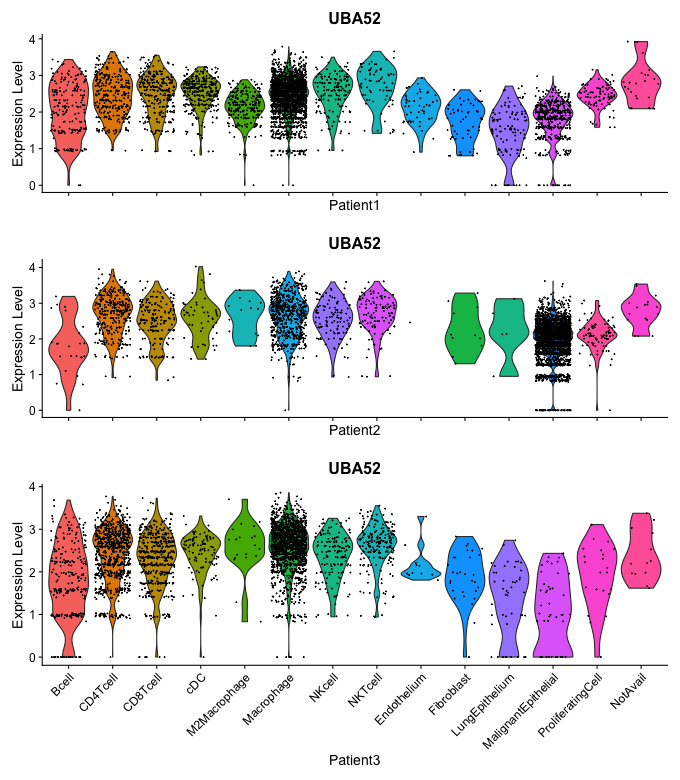 UBA52
Expression Level
4
3
2
1
0
Patient1
UBA52
Expression Level
4
3
2
1
0
Patient2
UBA52
Expression Level
4
3
2
1
0
Bcell
CD4Tcell
CD8Tcell
cDC
M2Macrophage
Macrophage
NKcell
NKTcell
Endothelium
Fibroblast
LungEpithelium
MalignantEpithelial
ProliferatingCell
NotAvail
Patient3